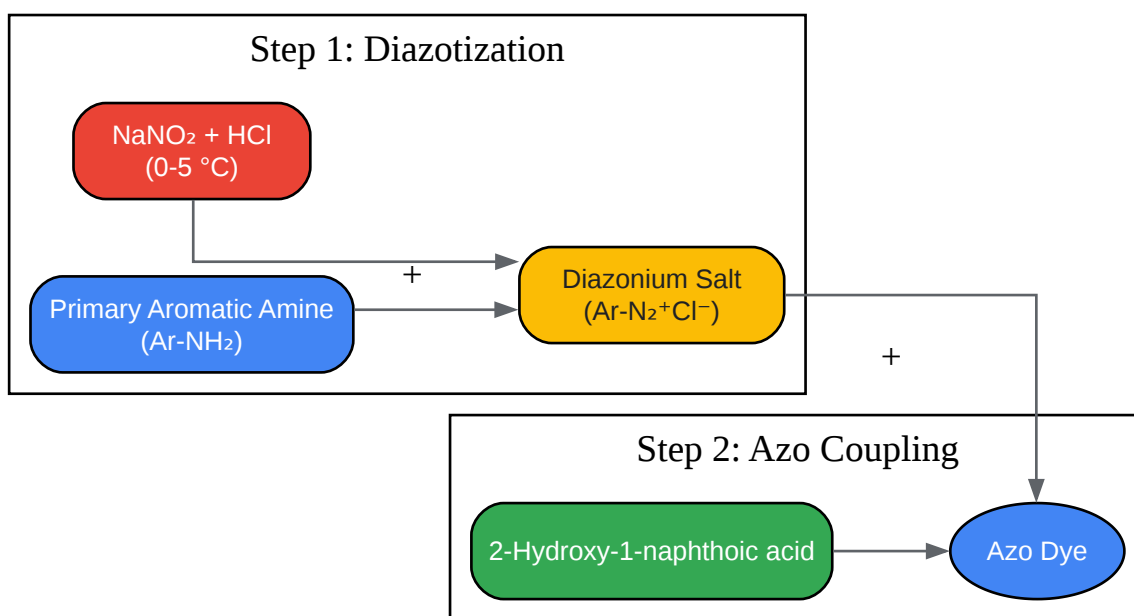 Step 1: Diazotization
NaNO₂ + HCl
(0-5 °C)
+
Primary Aromatic Amine
(Ar-NH₂)
Diazonium Salt
(Ar-N₂⁺Cl⁻)
+
Step 2: Azo Coupling
2-Hydroxy-1-naphthoic acid
Azo Dye